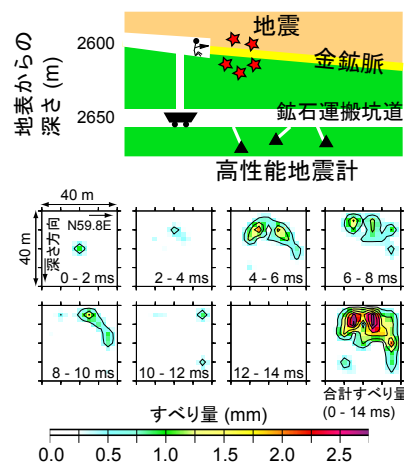 地表からの
深さ (m)
2600
2650
地震
金鉱脈
鉱石運搬坑道
高性能地震計
40 m
40 m
深さ方向
N59.8E
0 - 2 ms
2 - 4 ms
4 - 6 ms
6 - 8 ms
8 - 10 ms
10 - 12 ms
12 - 14 ms
合計すべり量
(0 - 14 ms)
すべり量 (mm)
0.0 0.5 1.0 1.5 2.0 2.5